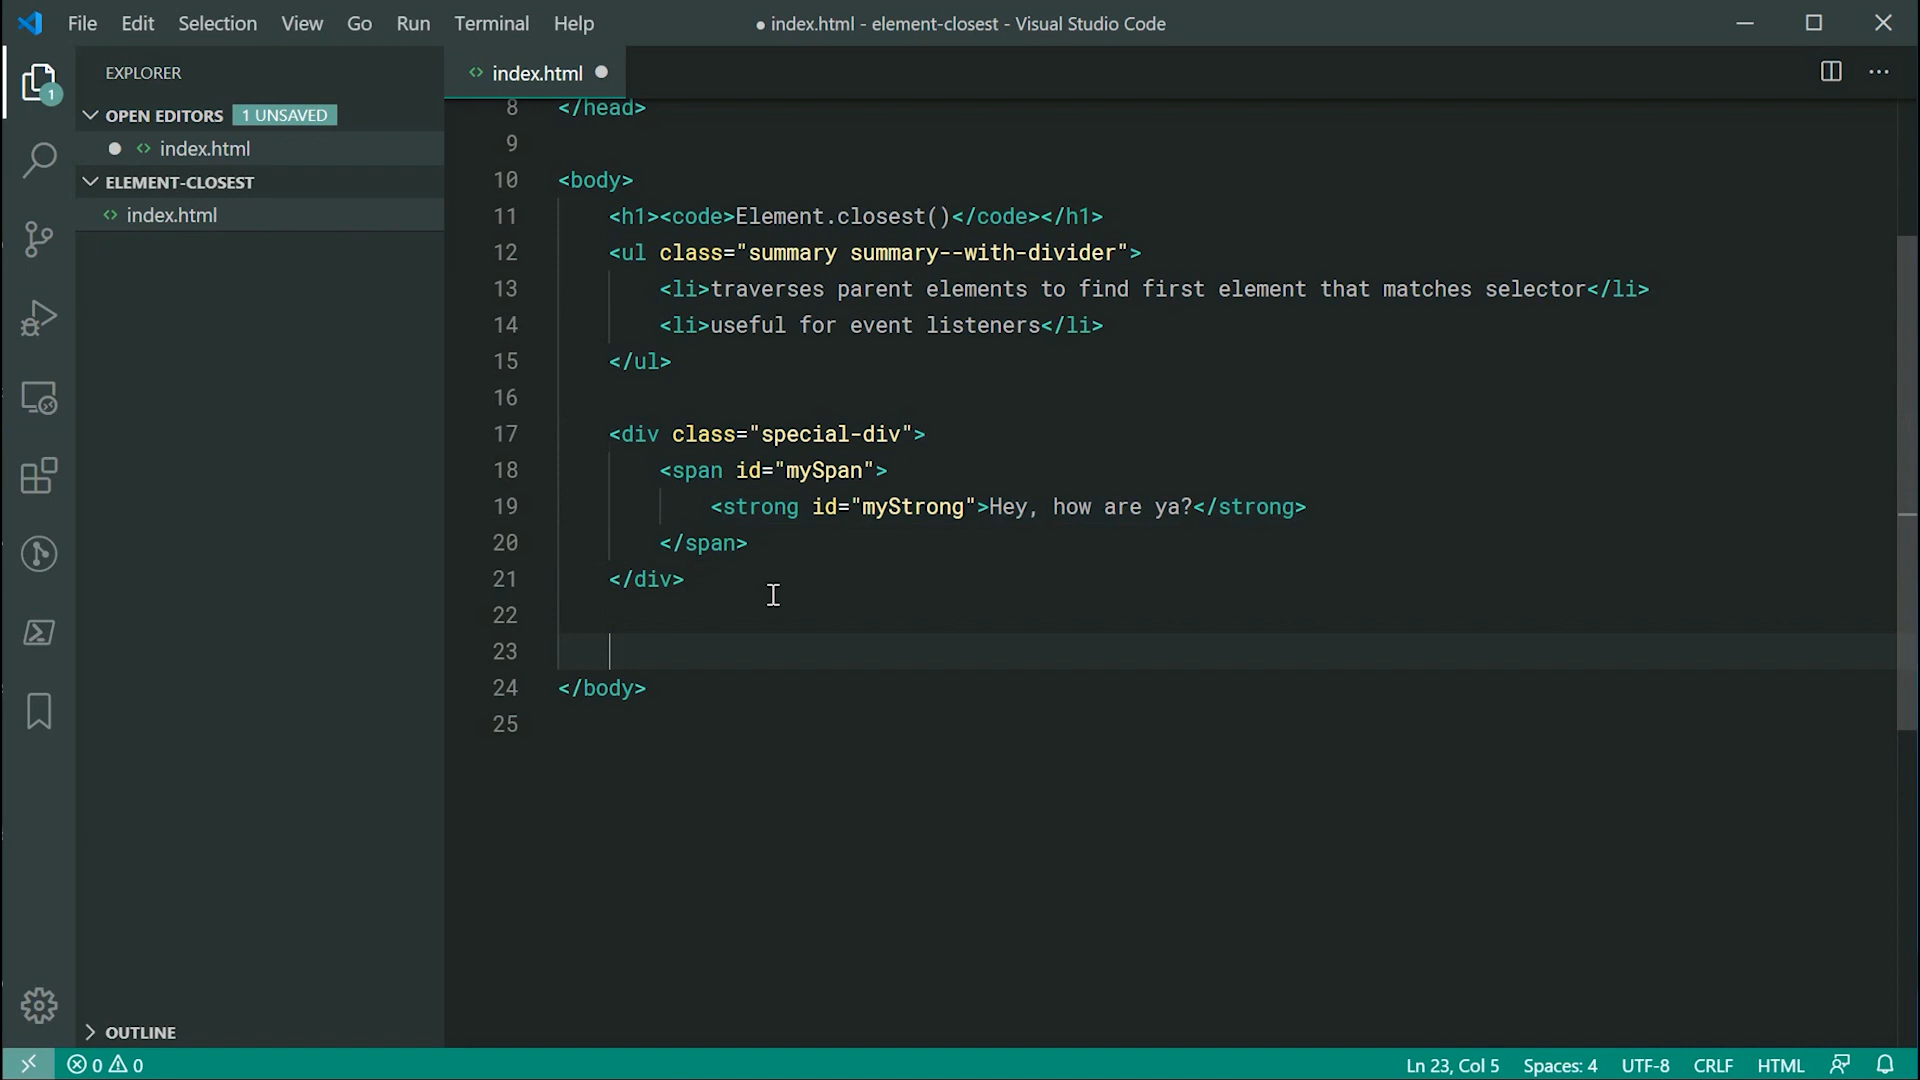 File Edit Selection View Go Run Terminal Help
● index.html - element-closest - Visual Studio Code
EXPLORER
OPEN EDITORS 1 UNSAVED
index.html
ELEMENT-CLOSEST
index.html
OUTLINE
1
index.html
8 </head>
9
10 <body>
11 <h1><code>Element.closest()</code></h1>
12 <ul class="summary summary--with-divider">
13 <li>traverses parent elements to find first element that matches selector</li>
14 <li>useful for event listeners</li>
15 </ul>
16
17 <div class="special-div">
18 <span id="mySpan">
19 <strong id="myStrong">Hey, how are ya?</strong>
20 </span>
21 </div>
22
23
24 </body>
25
0 0
Ln 23, Col 5 Spaces: 4 UTF-8 CRLF HTML